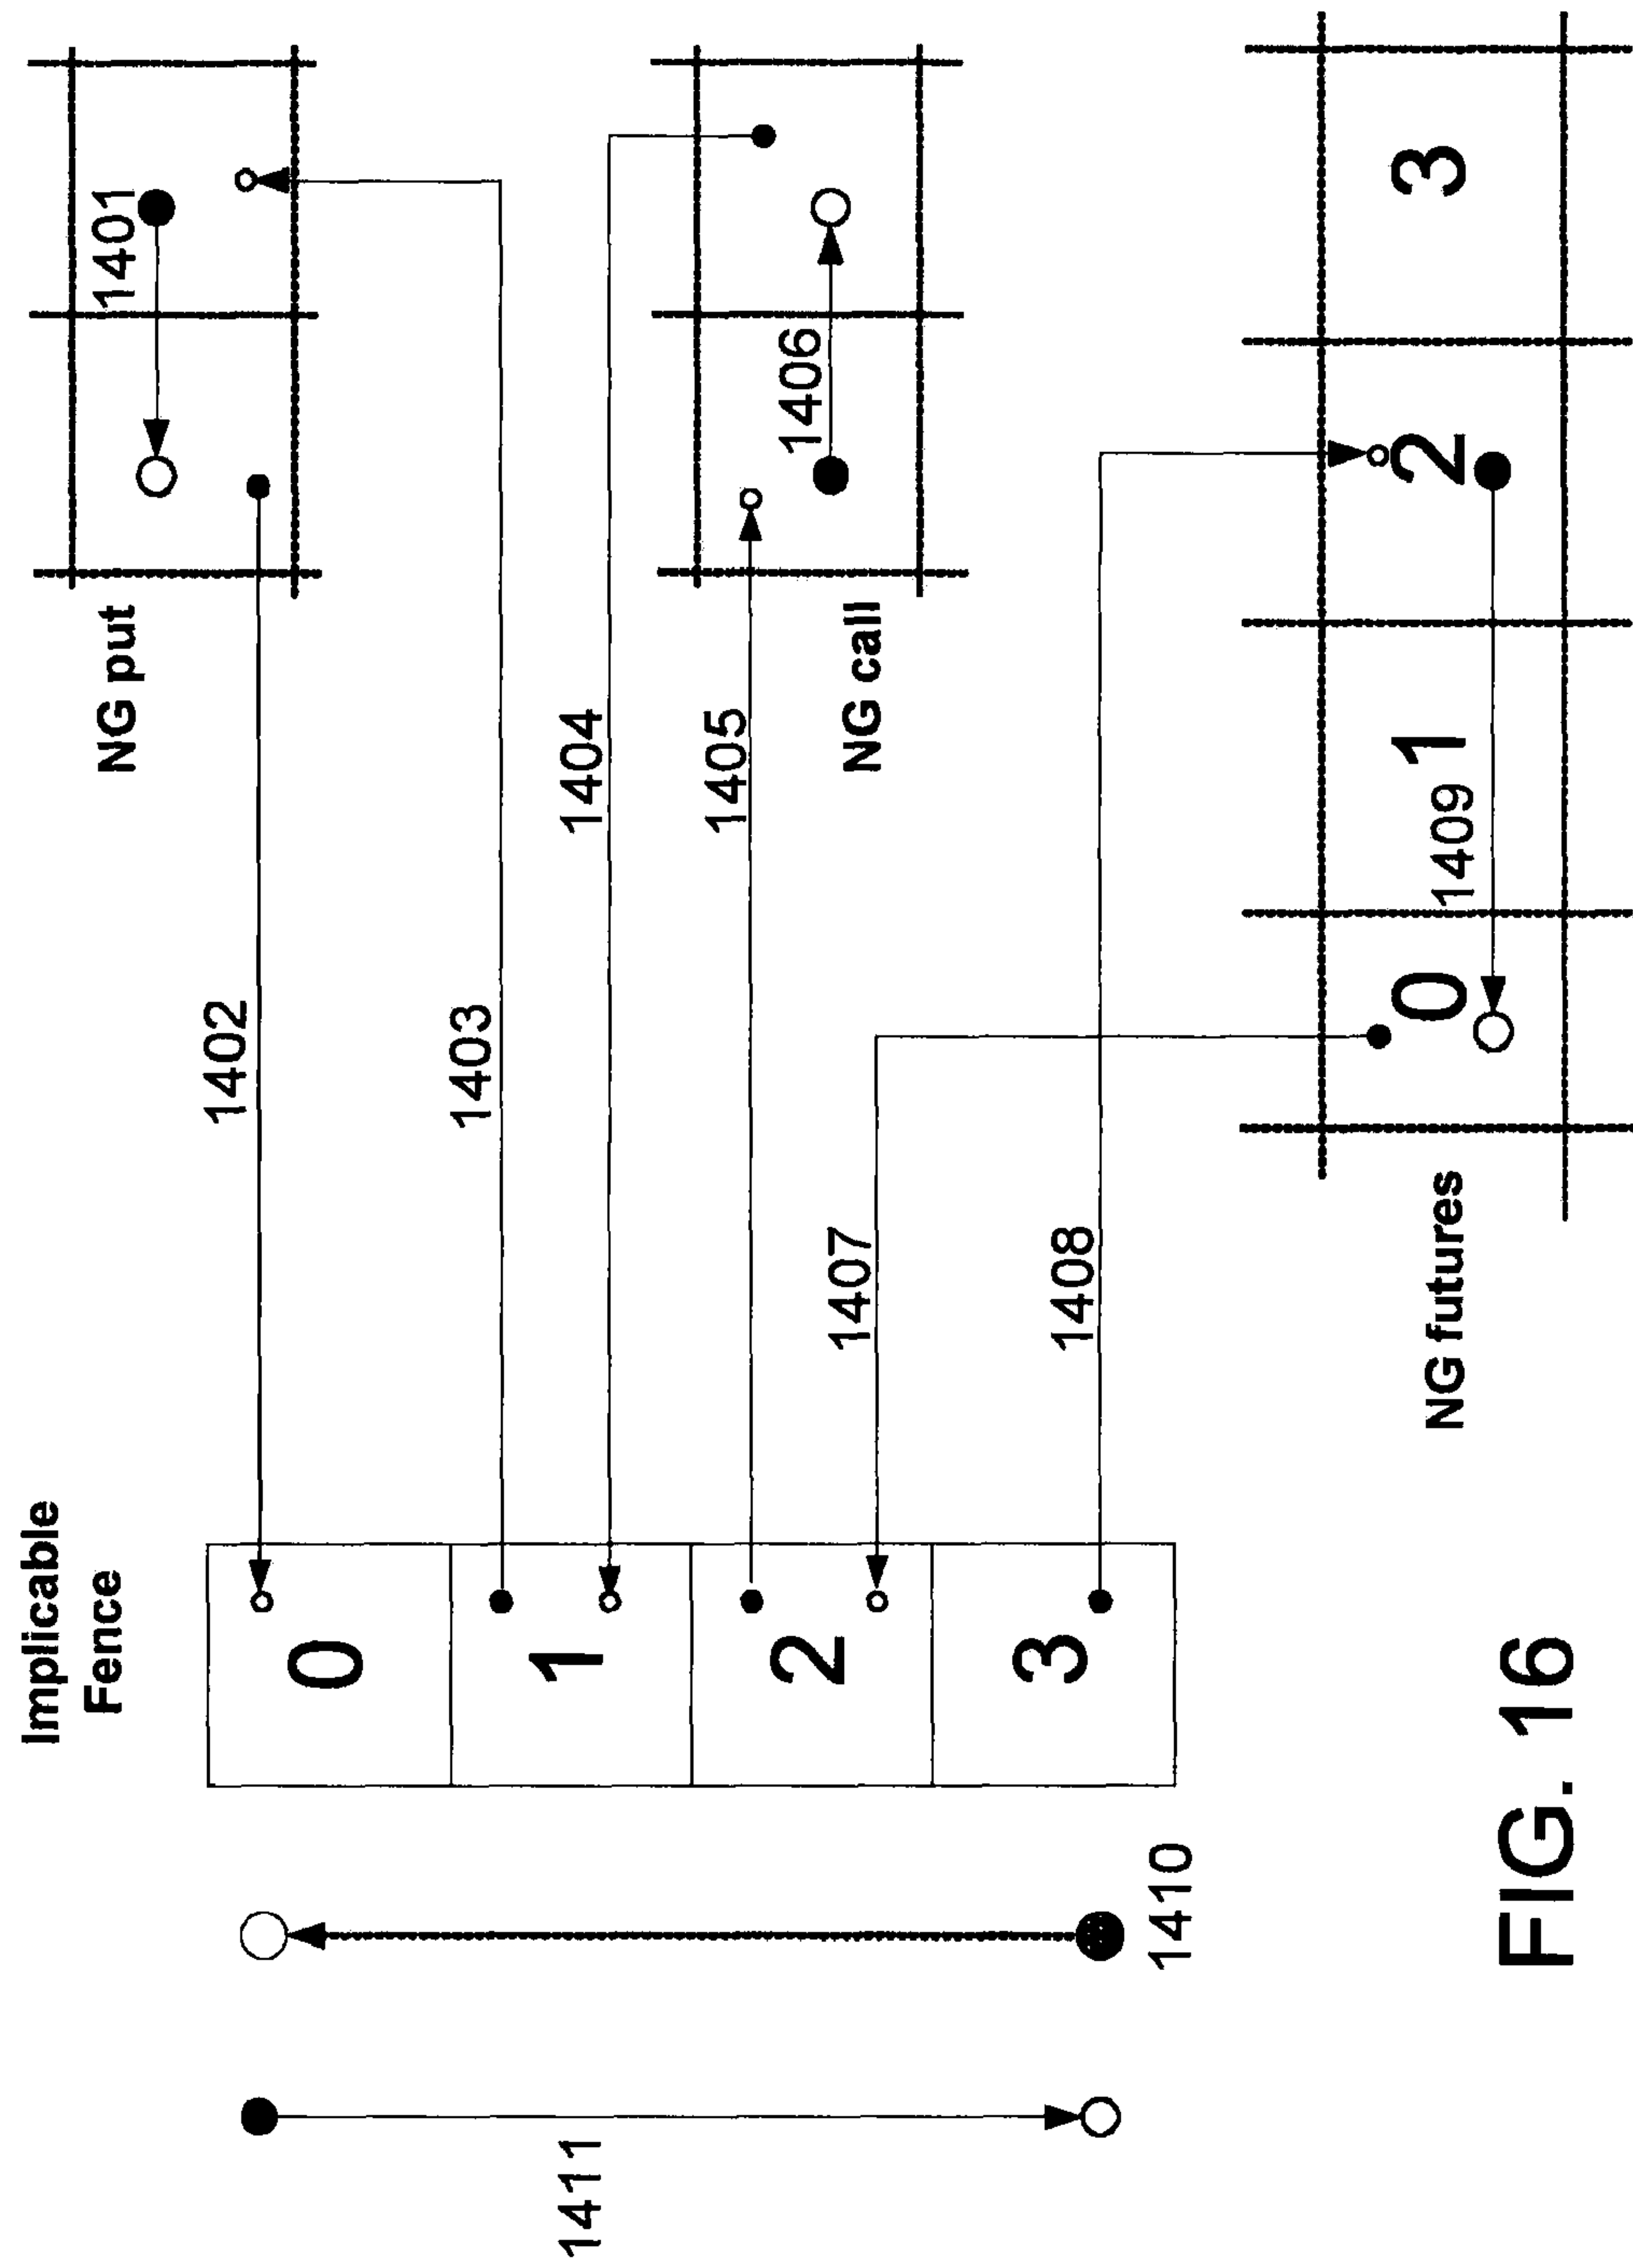 Implicable
Fence
1401
NG put
1402
0
1403
1
1404
1411
1405
1406
2
NG call
1407
3
1408
1410
NG futures
0 1 2 3
1409
FIG. 16